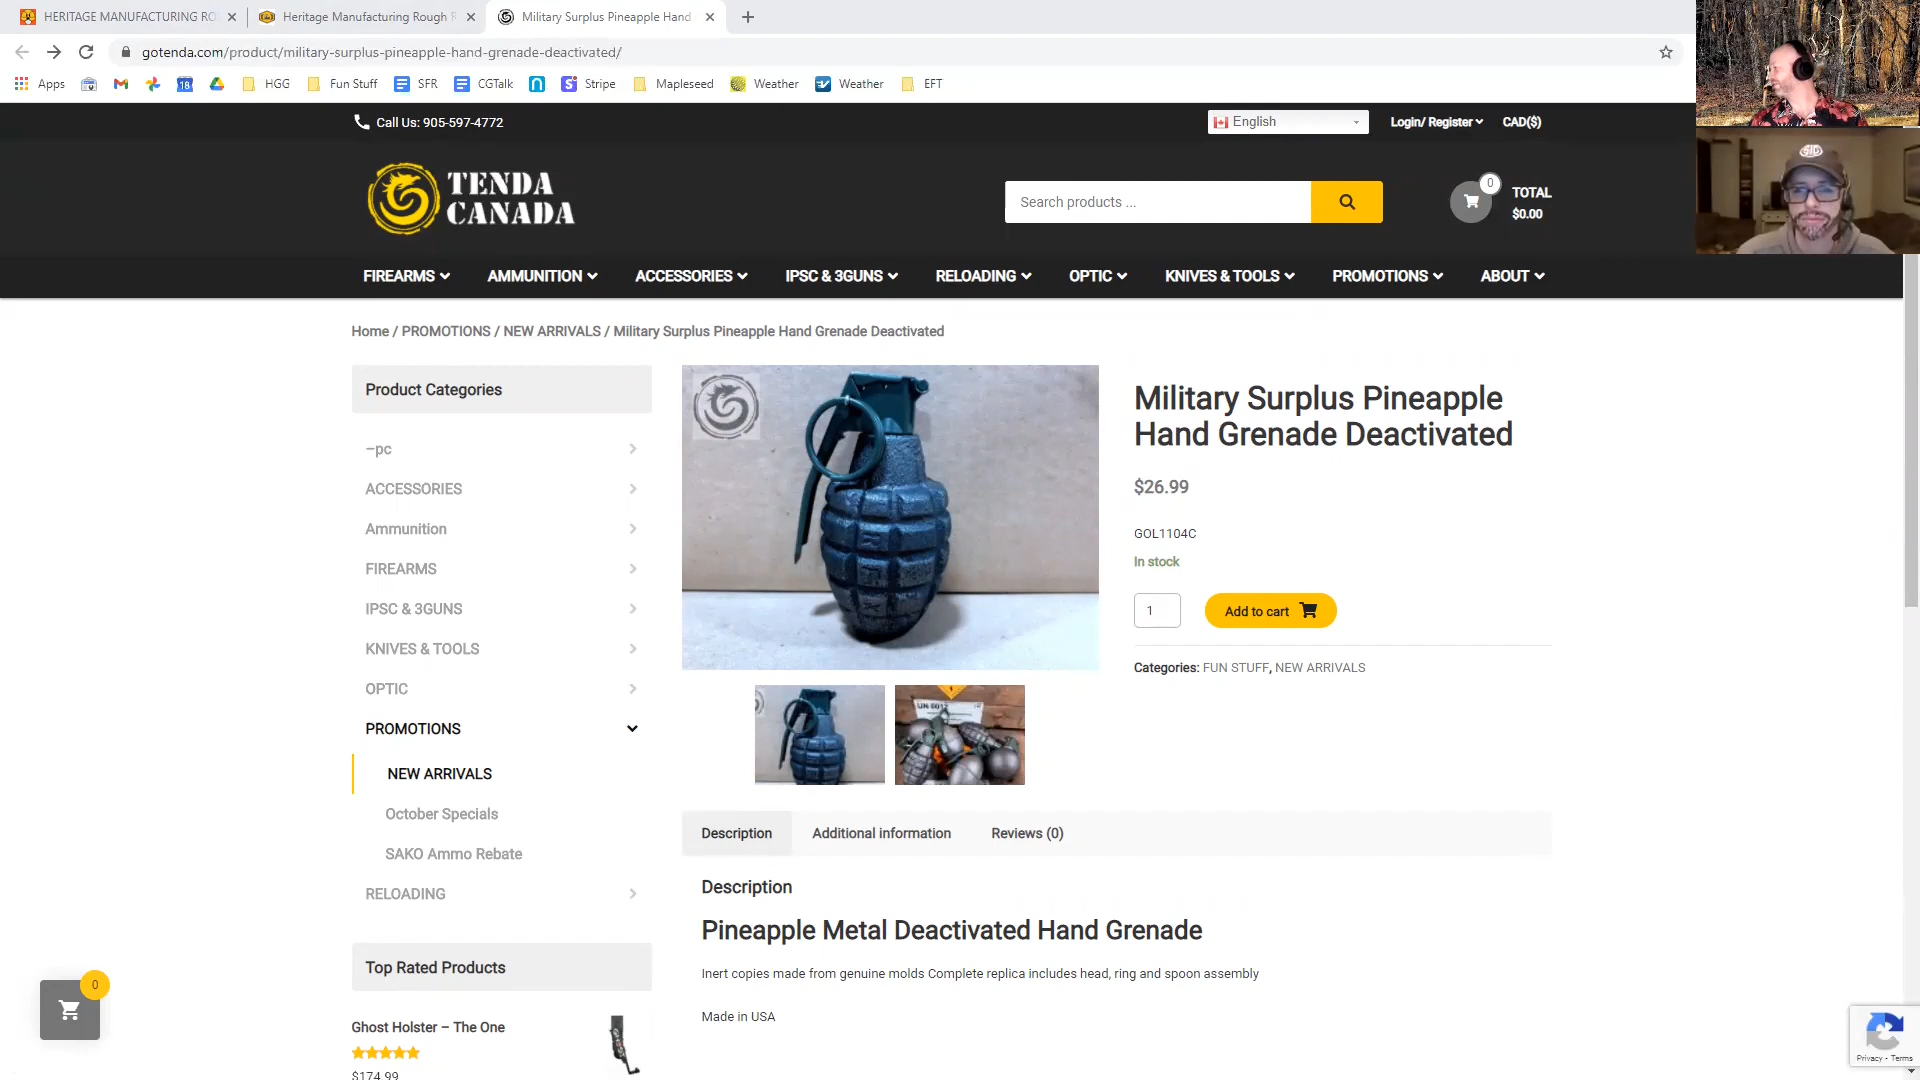 HERITAGE MANUFACTURING RO
Heritage Manufacturing Rough R
Military Surplus Pineapple Hand
gotenda.com/product/military-surplus-pineapple-hand-grenade-deactivated/
Apps
18
HGG
Fun Stuff
SFR
CGTalk
Stripe
Mapleseed
Weather
Weather
EFT
Call Us: 905-597-4772
English
Login/ Register
CAD($)
TENDA
CANADA
Search products ...
0
TOTAL
$0.00
FIREARMS
AMMUNITION
ACCESSORIES
IPSC & 3GUNS
RELOADING
OPTIC
KNIVES & TOOLS
PROMOTIONS
ABOUT
Home / PROMOTIONS / NEW ARRIVALS / Military Surplus Pineapple Hand Grenade Deactivated
Product Categories
–pc
ACCESSORIES
Ammunition
FIREARMS
IPSC & 3GUNS
KNIVES & TOOLS
OPTIC
PROMOTIONS
NEW ARRIVALS
October Specials
SAKO Ammo Rebate
RELOADING
Top Rated Products
Ghost Holster – The One
$174.99
0
Military Surplus Pineapple
Hand Grenade Deactivated
$26.99
GOL1104C
In stock
1
Add to cart
Categories: FUN STUFF, NEW ARRIVALS
Description
Additional information
Reviews (0)
Description
Pineapple Metal Deactivated Hand Grenade
Inert copies made from genuine molds Complete replica includes head, ring and spoon assembly
Made in USA
Privacy - Terms